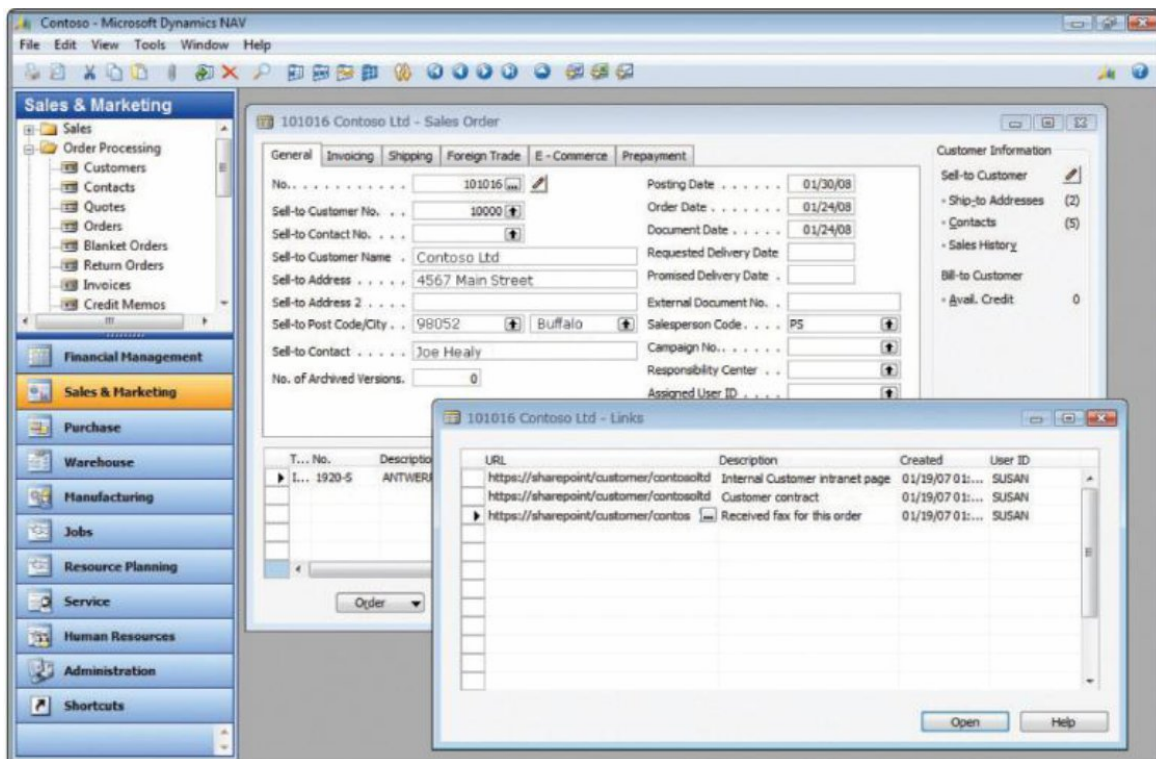 Contoso - Microsoft Dynamics NAV
File Edit View Tools Window Help
Sales & Marketing
Sales
Order Processing
Customers
Contacts
Quotes
Orders
Blanket Orders
Return Orders
Invoices
Credit Memos
Financial Management
Sales & Marketing
Purchase
Warehouse
Manufacturing
Jobs
Resource Planning
Service
Human Resources
Administration
Shortcuts
101016 Contoso Ltd - Sales Order
General Invoicing Shipping Foreign Trade E - Commerce Prepayment
No. . . . . . . . . . . . 101016
Sell-to Customer No. . . . 10000
Sell-to Contact No. . . .
Sell-to Customer Name . Contoso Ltd
Sell-to Address . . . . . 4567 Main Street
Sell-to Address 2 . . . .
Sell-to Post Code/City . . 98052 Buffalo
Sell-to Contact . . . . . Joe Healy
No. of Archived Versions. 0
Posting Date . . . . . . 01/30/08
Order Date . . . . . . . 01/24/08
Document Date . . . . . 01/24/08
Requested Delivery Date
Promised Delivery Date .
External Document No. .
Salesperson Code. . . . PS
Campaign No.. . . . . .
Responsibility Center . .
Assigned User ID . . . .
Customer Information
Sell-to Customer
Ship-to Addresses (2)
Contacts (5)
Sales History
Bill-to Customer
Avail. Credit 0
T... No. Descriptio
I... 1920-S ANTWER
Order
101016 Contoso Ltd - Links
URL Description Created User ID
https://sharepoint/customer/contosoltd Internal Customer intranet page 01/19/07 01:... SUSAN
https://sharepoint/customer/contosoltd Customer contract 01/19/07 01:... SUSAN
https://sharepoint/customer/contos ... Received fax for this order 01/19/07 01:... SUSAN
Open Help